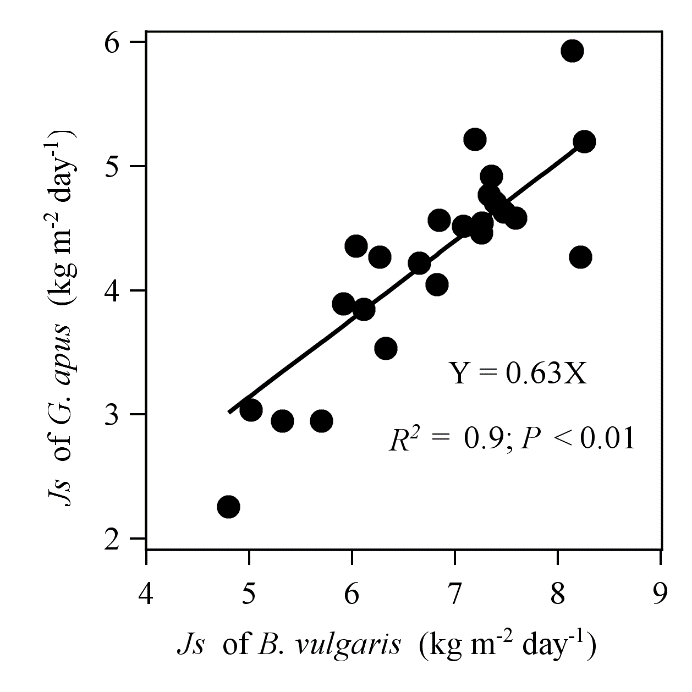 6
5
4
3
2
Js of G. apus (kg m⁻² day⁻¹)
Y = 0.63X
R² = 0.9; P < 0.01
4 5 6 7 8 9
Js of B. vulgaris (kg m⁻² day⁻¹)